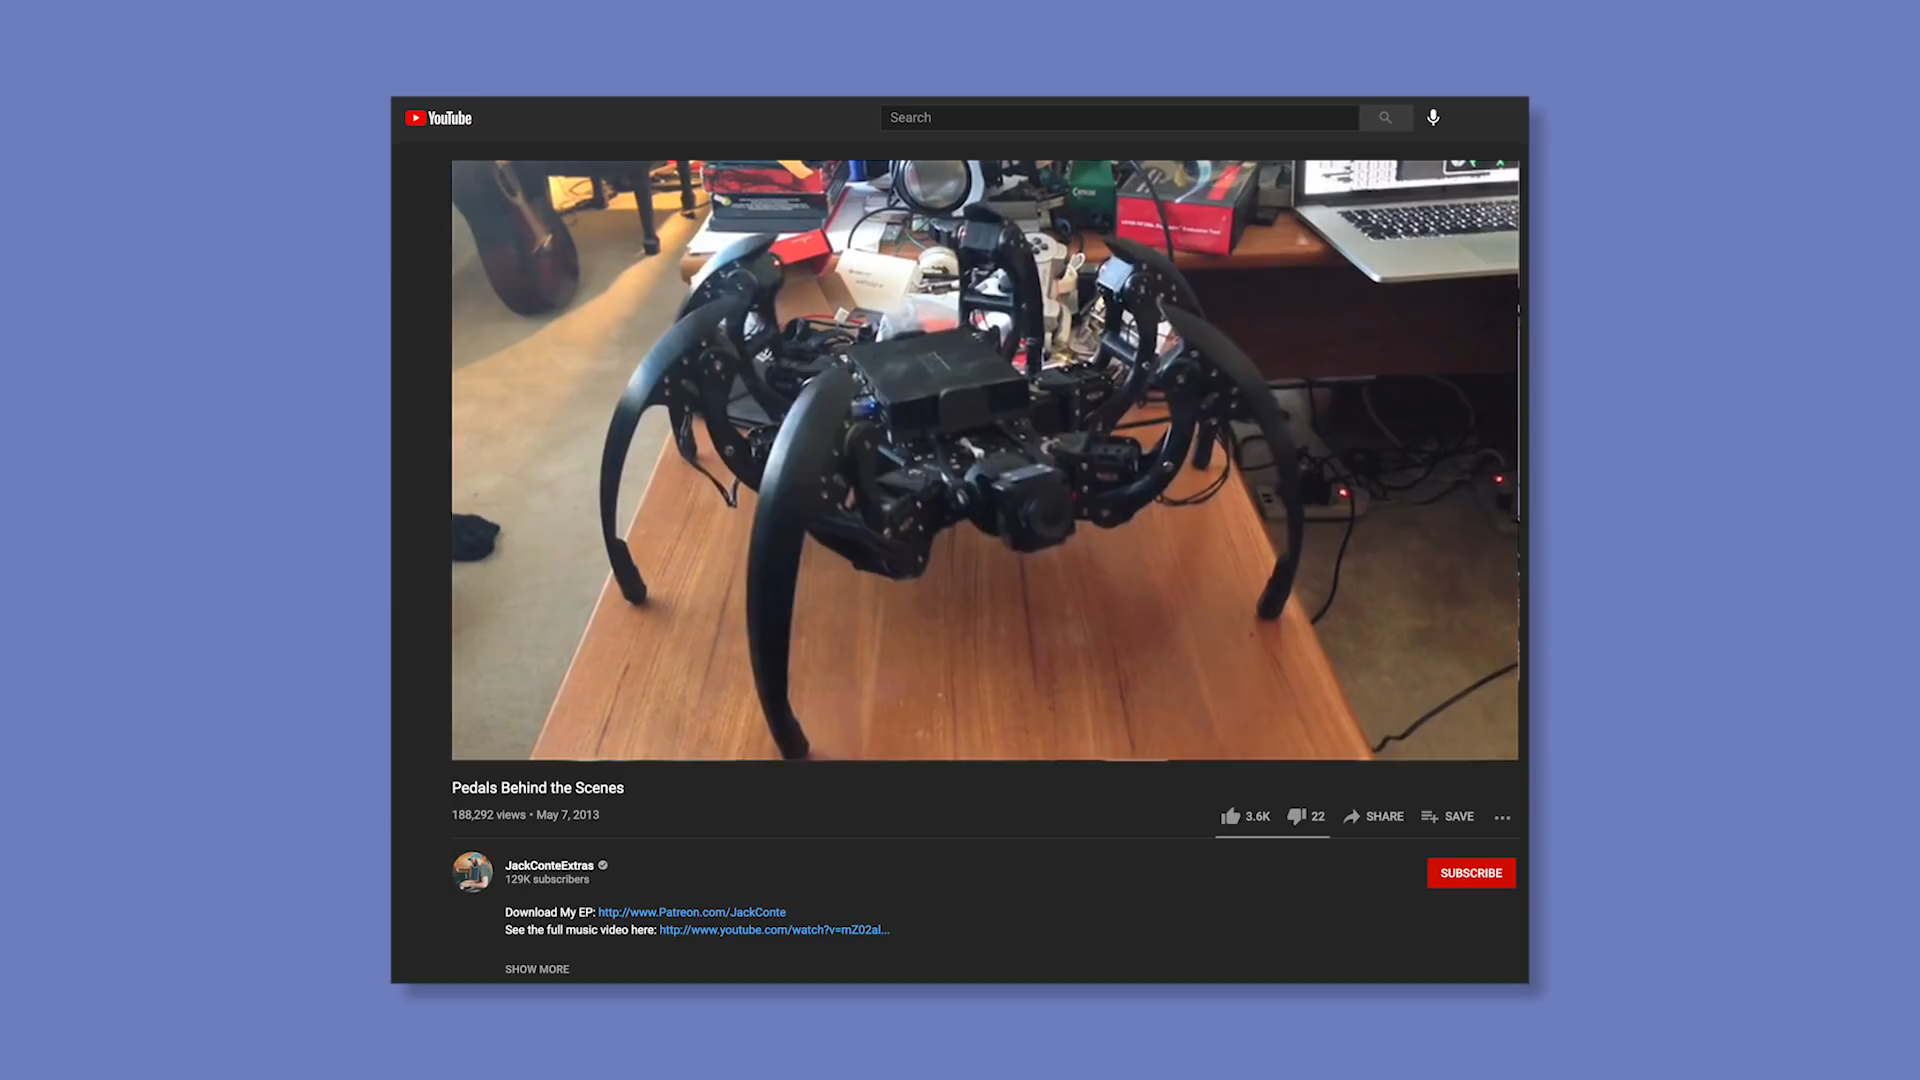 YouTube
Search
Canvas
Pedals Behind the Scenes
188,292 views • May 7, 2013
3.6K
22
SHARE
SAVE
JackConteExtras
129K subscribers
SUBSCRIBE
Download My EP: http://www.Patreon.com/JackConte
See the full music video here: http://www.youtube.com/watch?v=mZ02al...
SHOW MORE